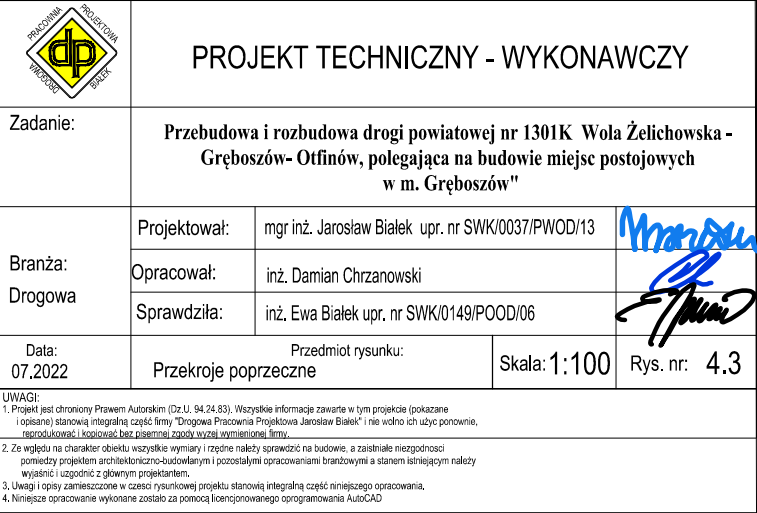 PRACOWNIA PROJEKTOWA
dp
DROGOWA BIAŁEK
PROJEKT TECHNICZNY - WYKONAWCZY
Zadanie:
Przebudowa i rozbudowa drogi powiatowej nr 1301K Wola Żelichowska -
Gręboszów- Otfinów, polegająca na budowie miejsc postojowych
w m. Gręboszów"
Branża:
Drogowa
Projektował: mgr inż. Jarosław Białek upr. nr SWK/0037/PWOD/13
Opracował: inż. Damian Chrzanowski
Sprawdziła: inż. Ewa Białek upr. nr SWK/0149/POOD/06
Data:
07.2022
Przedmiot rysunku:
Przekroje poprzeczne
Skala: 1:100
Rys. nr: 4.3
UWAGI:
1. Projekt jest chroniony Prawem Autorskim (Dz.U. 94.24.83). Wszystkie informacje zawarte w tym projekcie (pokazane
i opisane) stanowią integralną część firmy "Drogowa Pracownia Projektowa Jarosław Białek" i nie wolno ich użyc ponownie,
reprodukować i kopiować bez pisemnej zgody wyzej wymienionej firmy.
2. Ze względu na charakter obiektu wszystkie wymiary i rzędne należy sprawdzić na budowie, a zaistniałe niezgodnosci
pomiedzy projektem architektoniczno-budowlanym i pozostałymi opracowaniami branżowymi a stanem istniejącym należy
wyjaśnić i uzgodnić z głównym projektantem.
3. Uwagi i opisy zamieszczone w czesci rysunkowej projektu stanowią integralną część niniejszego opracowania.
4. Niniejsze opracowanie wykonane zostało za pomocą licencjonowanego oprogramowania AutoCAD